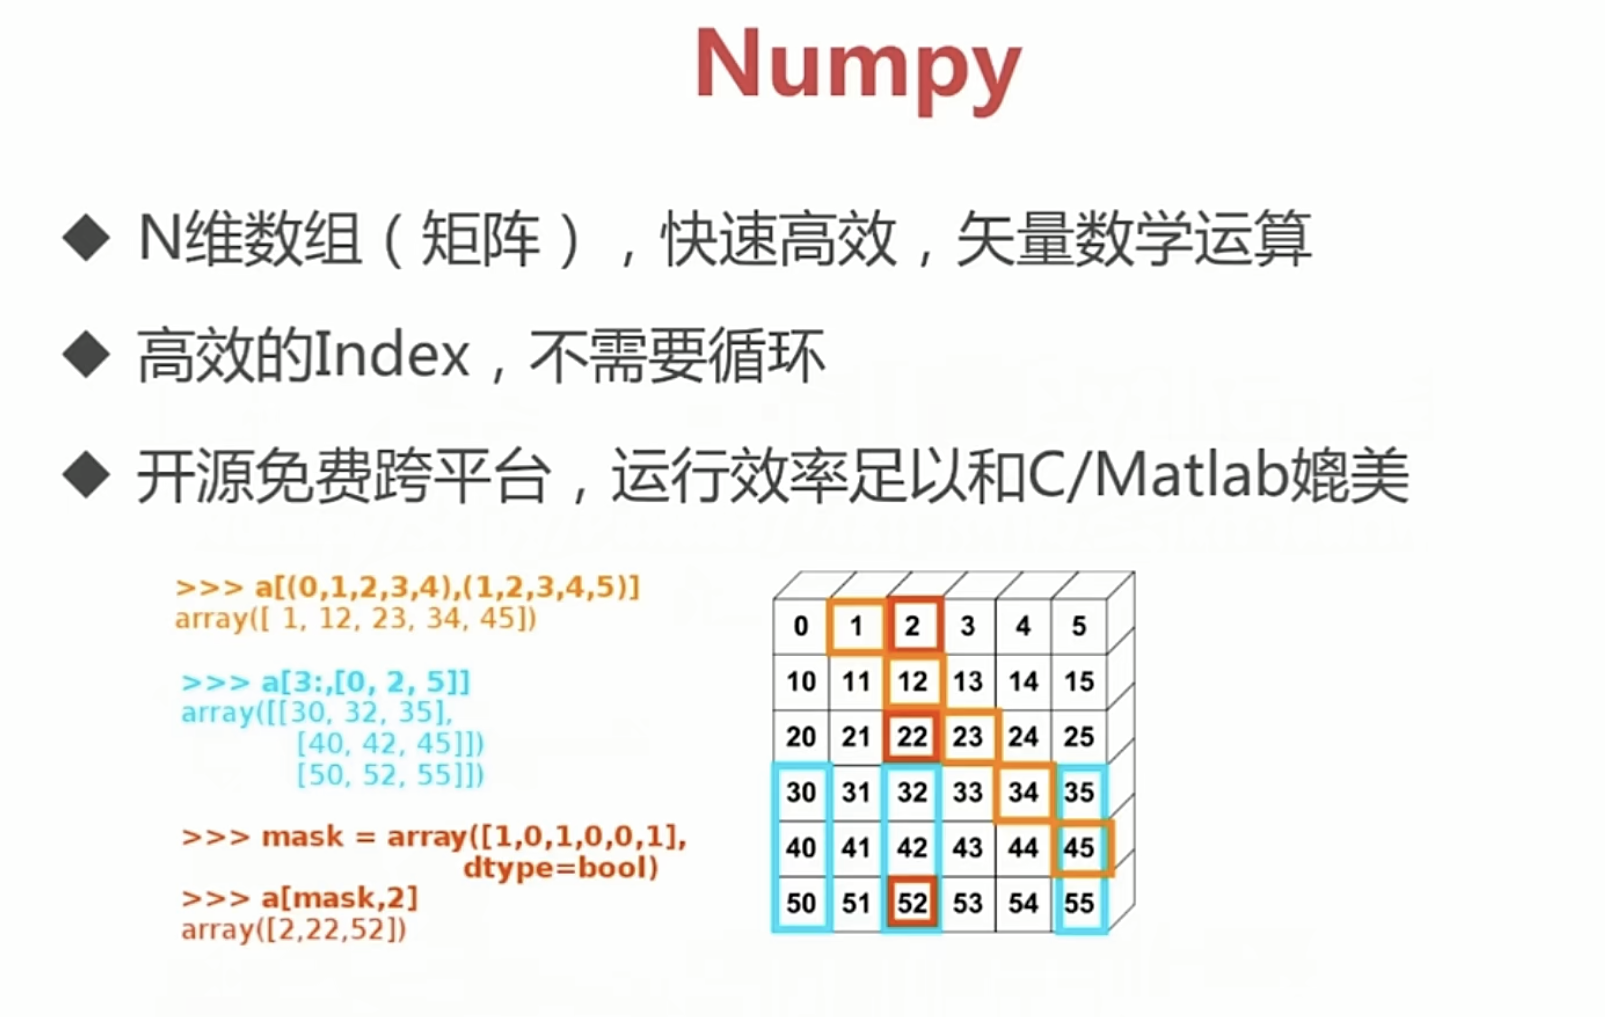 Numpy
◆ N维数组（矩阵），快速高效，矢量数学运算
◆ 高效的Index，不需要循环
◆ 开源免费跨平台，运行效率足以和C/Matlab媲美
>>> a[(0,1,2,3,4),(1,2,3,4,5)]
array([ 1, 12, 23, 34, 45])
>>> a[3:,[0, 2, 5]]
array([[30, 32, 35],
[40, 42, 45]])
[50, 52, 55]])
>>> mask = array([1,0,1,0,0,1],
dtype=bool)
>>> a[mask,2]
array([2,22,52])
0 1 2 3 4 5
10 11 12 13 14 15
20 21 22 23 24 25
30 31 32 33 34 35
40 41 42 43 44 45
50 51 52 53 54 55